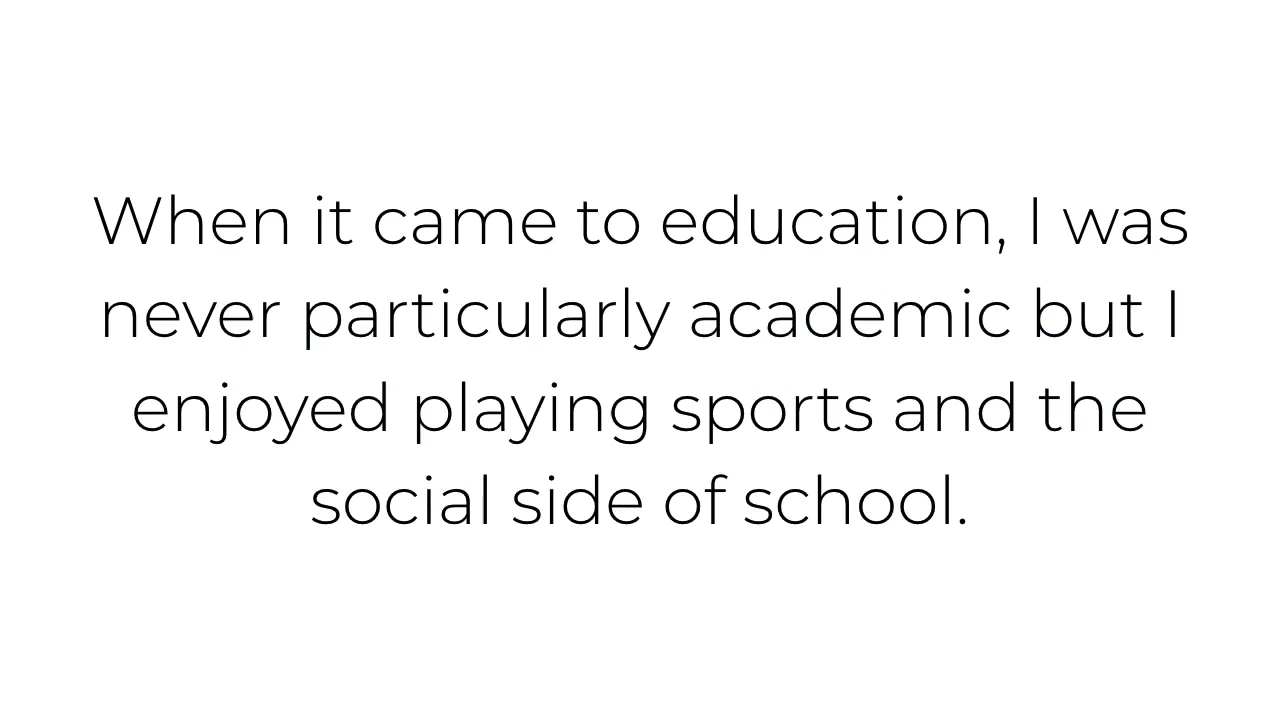 When it came to education, I was
never particularly academic but I
enjoyed playing sports and the
social side of school.